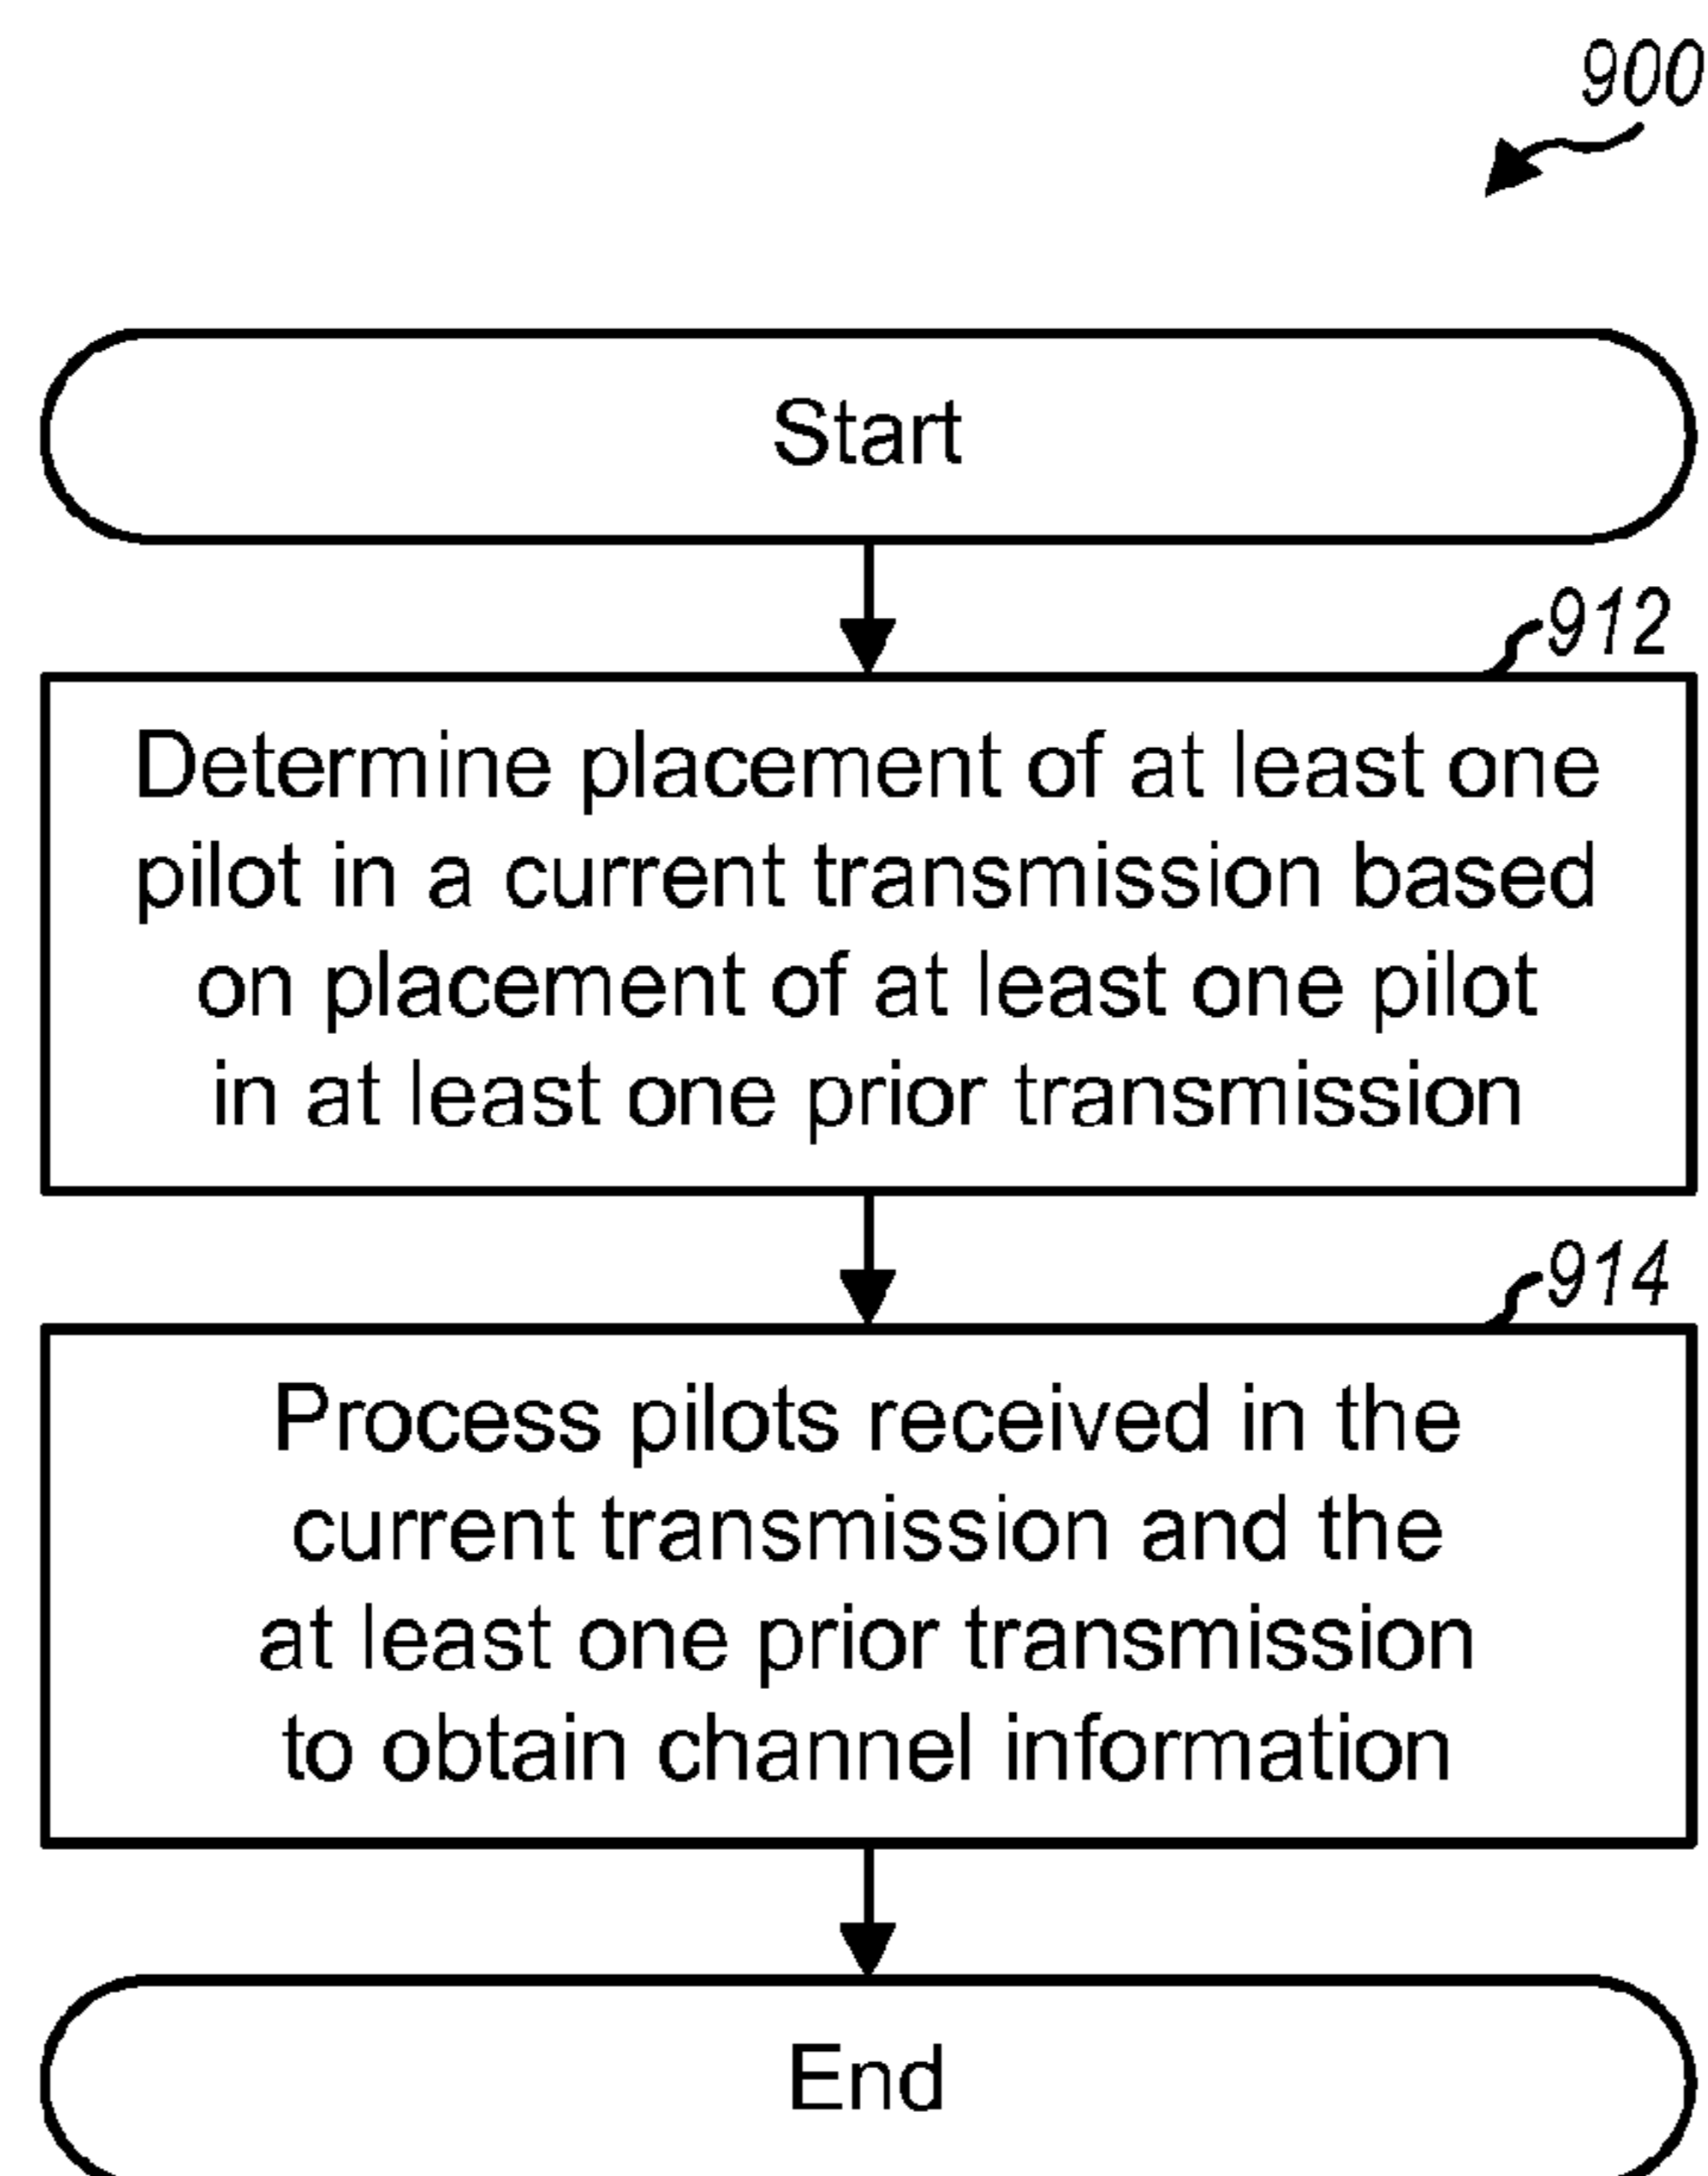 900
Start
912
Determine placement of at least one
pilot in a current transmission based
on placement of at least one pilot
in at least one prior transmission
914
Process pilots received in the
current transmission and the
at least one prior transmission
to obtain channel information
End